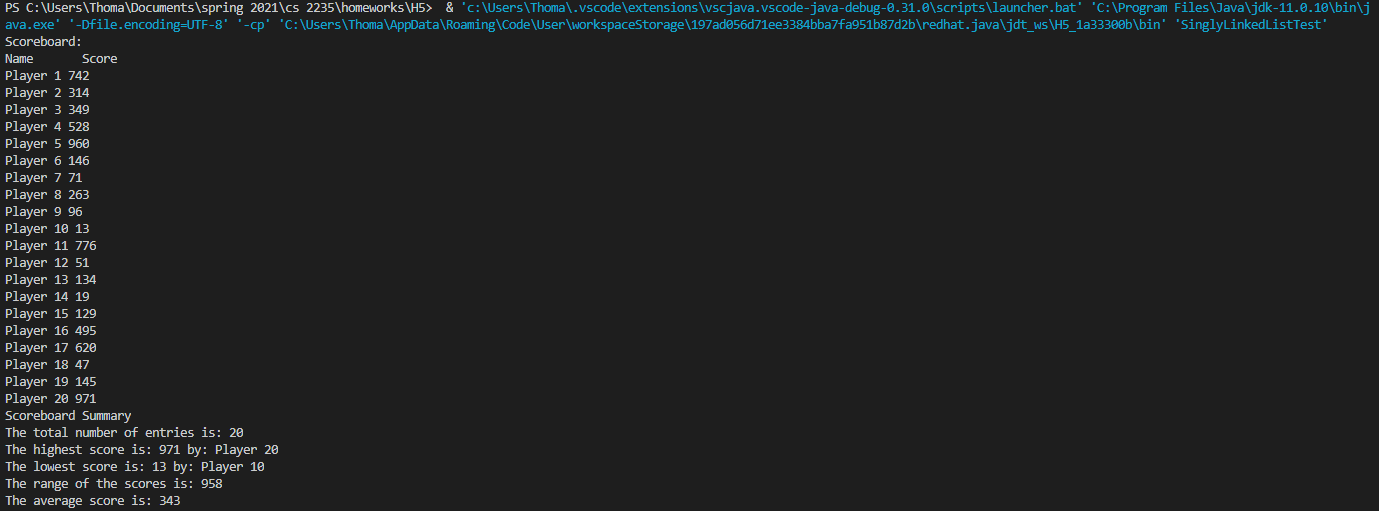 PS C:\Users\Thoma\Documents\spring 2021\cs 2235\homeworks\H5>  & 'c:\Users\Thoma\.vscode\extensions\vscjava.vscode-java-debug-0.31.0\scripts\launcher.bat' 'C:\Program Files\Java\jdk-11.0.10\bin\j
ava.exe' '-Dfile.encoding=UTF-8' '-cp' 'C:\Users\Thoma\AppData\Roaming\Code\User\workspaceStorage\197ad056d71ee3384bba7fa951b87d2b\redhat.java\jdt_ws\H5_1a33300b\bin' 'SinglyLinkedListTest'
Scoreboard:
Name       Score
Player 1 742
Player 2 314
Player 3 349
Player 4 528
Player 5 960
Player 6 146
Player 7 71
Player 8 263
Player 9 96
Player 10 13
Player 11 776
Player 12 51
Player 13 134
Player 14 19
Player 15 129
Player 16 495
Player 17 620
Player 18 47
Player 19 145
Player 20 971
Scoreboard Summary
The total number of entries is: 20
The highest score is: 971 by: Player 20
The lowest score is: 13 by: Player 10
The range of the scores is: 958
The average score is: 343